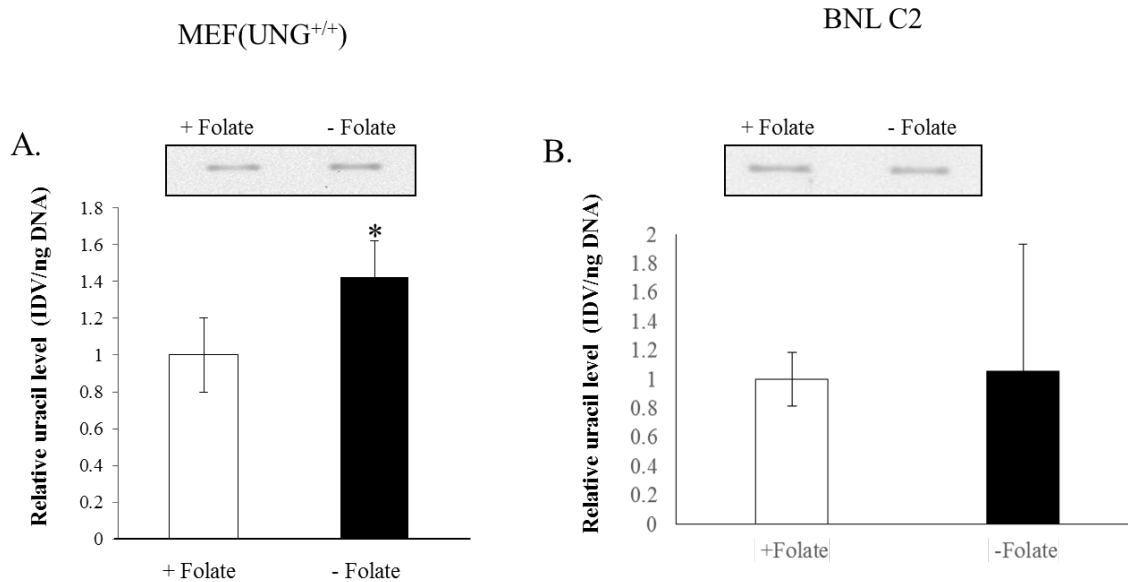 MEF(UNG+/+)
A.
+ Folate - Folate
Relative uracil level (IDV/ng DNA)
1.8
1.6
1.4
1.2
1
0.8
0.6
0.4
0.2
0
*
+ Folate - Folate
BNL C2
B.
+ Folate - Folate
Relative uracil level (IDV/ng DNA)
2
1.8
1.6
1.4
1.2
1
0.8
0.6
0.4
0.2
0
+Folate -Folate